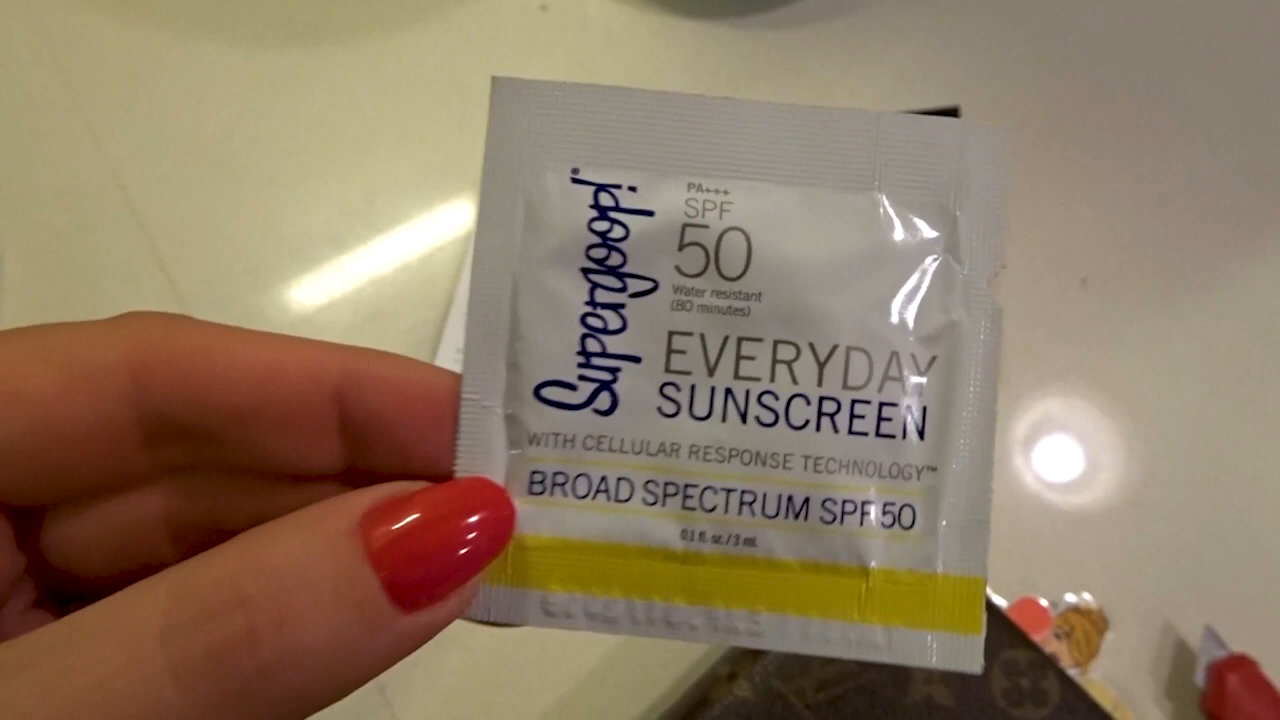 Supergoop!®
PA+++
SPF
50
Water resistant
(80 minutes)
EVERYDAY
SUNSCREEN
WITH CELLULAR RESPONSE TECHNOLOGY™
BROAD SPECTRUM SPF 50
0.1 fl. oz. / 3 ml.